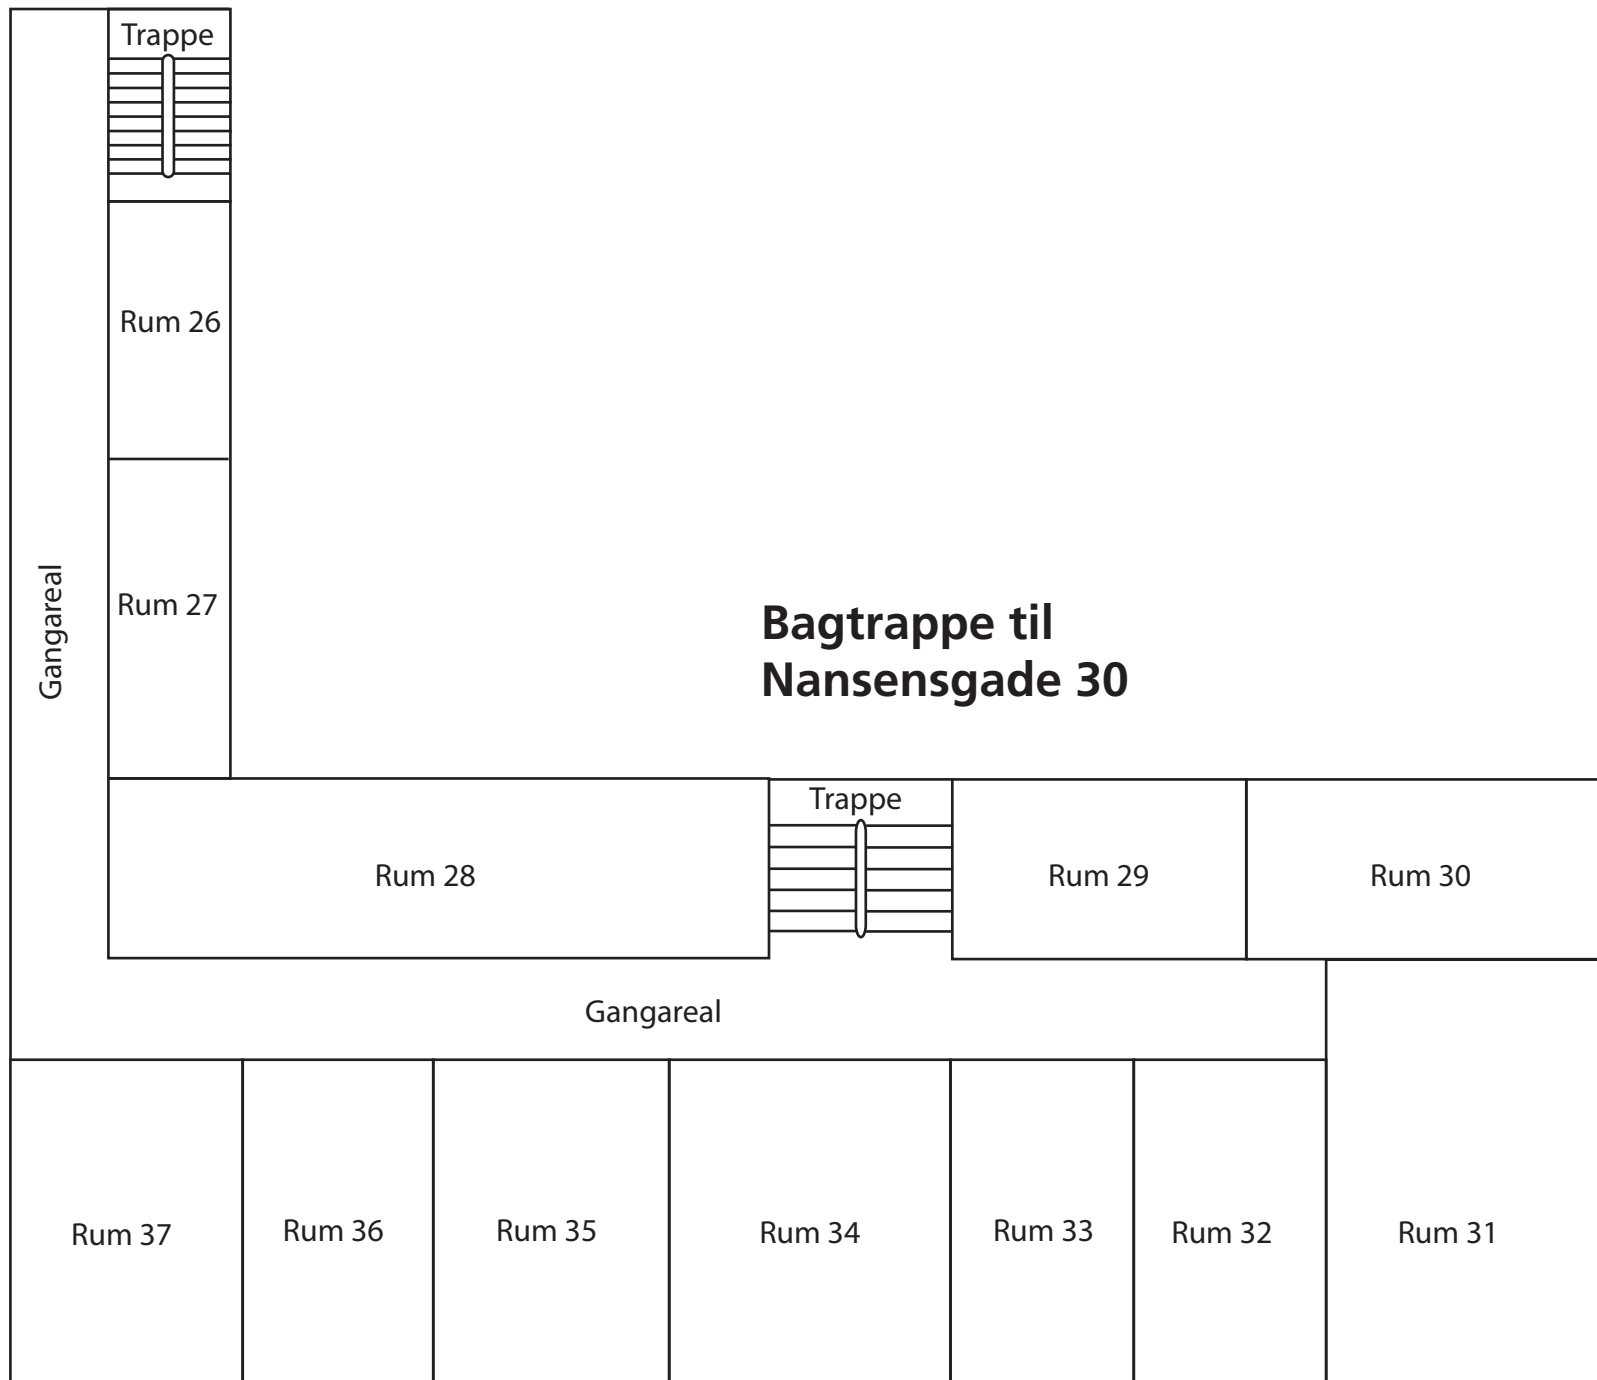 Trappe
Rum 26
Gangareal
Rum 27
Bagtrappe til
Nansensgade 30
Trappe
Rum 28
Rum 29
Rum 30
Gangareal
Rum 37
Rum 36
Rum 35
Rum 34
Rum 33
Rum 32
Rum 31